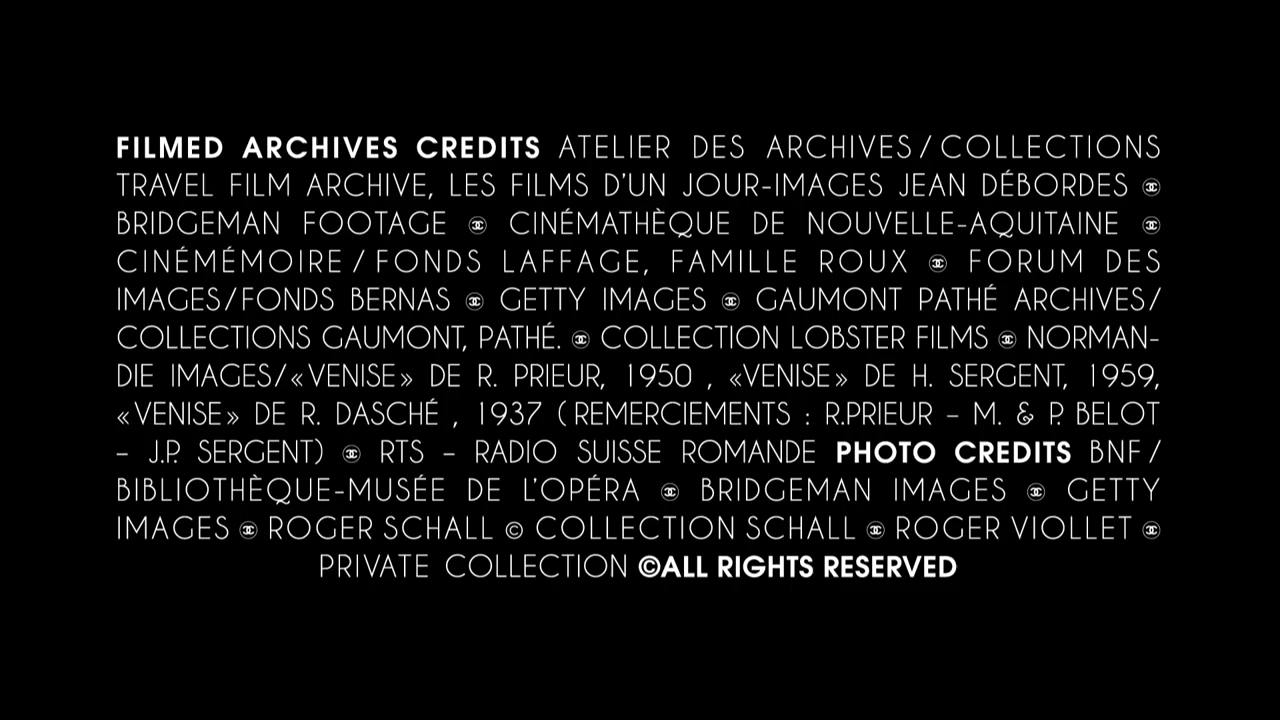 FILMED ARCHIVES CREDITS ATELIER DES ARCHIVES/COLLECTIONS
TRAVEL FILM ARCHIVE, LES FILMS D'UN JOUR-IMAGES JEAN DÉBORDES
BRIDGEMAN FOOTAGE CINÉMATHÈQUE DE NOUVELLE-AQUITAINE
CINÉMÉMOIRE/FONDS LAFFAGE, FAMILLE ROUX FORUM DES
IMAGES/FONDS BERNAS GETTY IMAGES GAUMONT PATHÉ ARCHIVES/
COLLECTIONS GAUMONT, PATHÉ. COLLECTION LOBSTER FILMS NORMAN-
DIE IMAGES/«VENISE» DE R. PRIEUR, 1950 , «VENISE» DE H. SERGENT, 1959,
«VENISE» DE R. DASCHÉ , 1937 (REMERCIEMENTS : R.PRIEUR – M. & P. BELOT
– J.P. SERGENT) RTS – RADIO SUISSE ROMANDE PHOTO CREDITS BNF/
BIBLIOTHÈQUE-MUSÉE DE L'OPÉRA BRIDGEMAN IMAGES GETTY
IMAGES ROGER SCHALL © COLLECTION SCHALL ROGER VIOLLET
PRIVATE COLLECTION ©ALL RIGHTS RESERVED